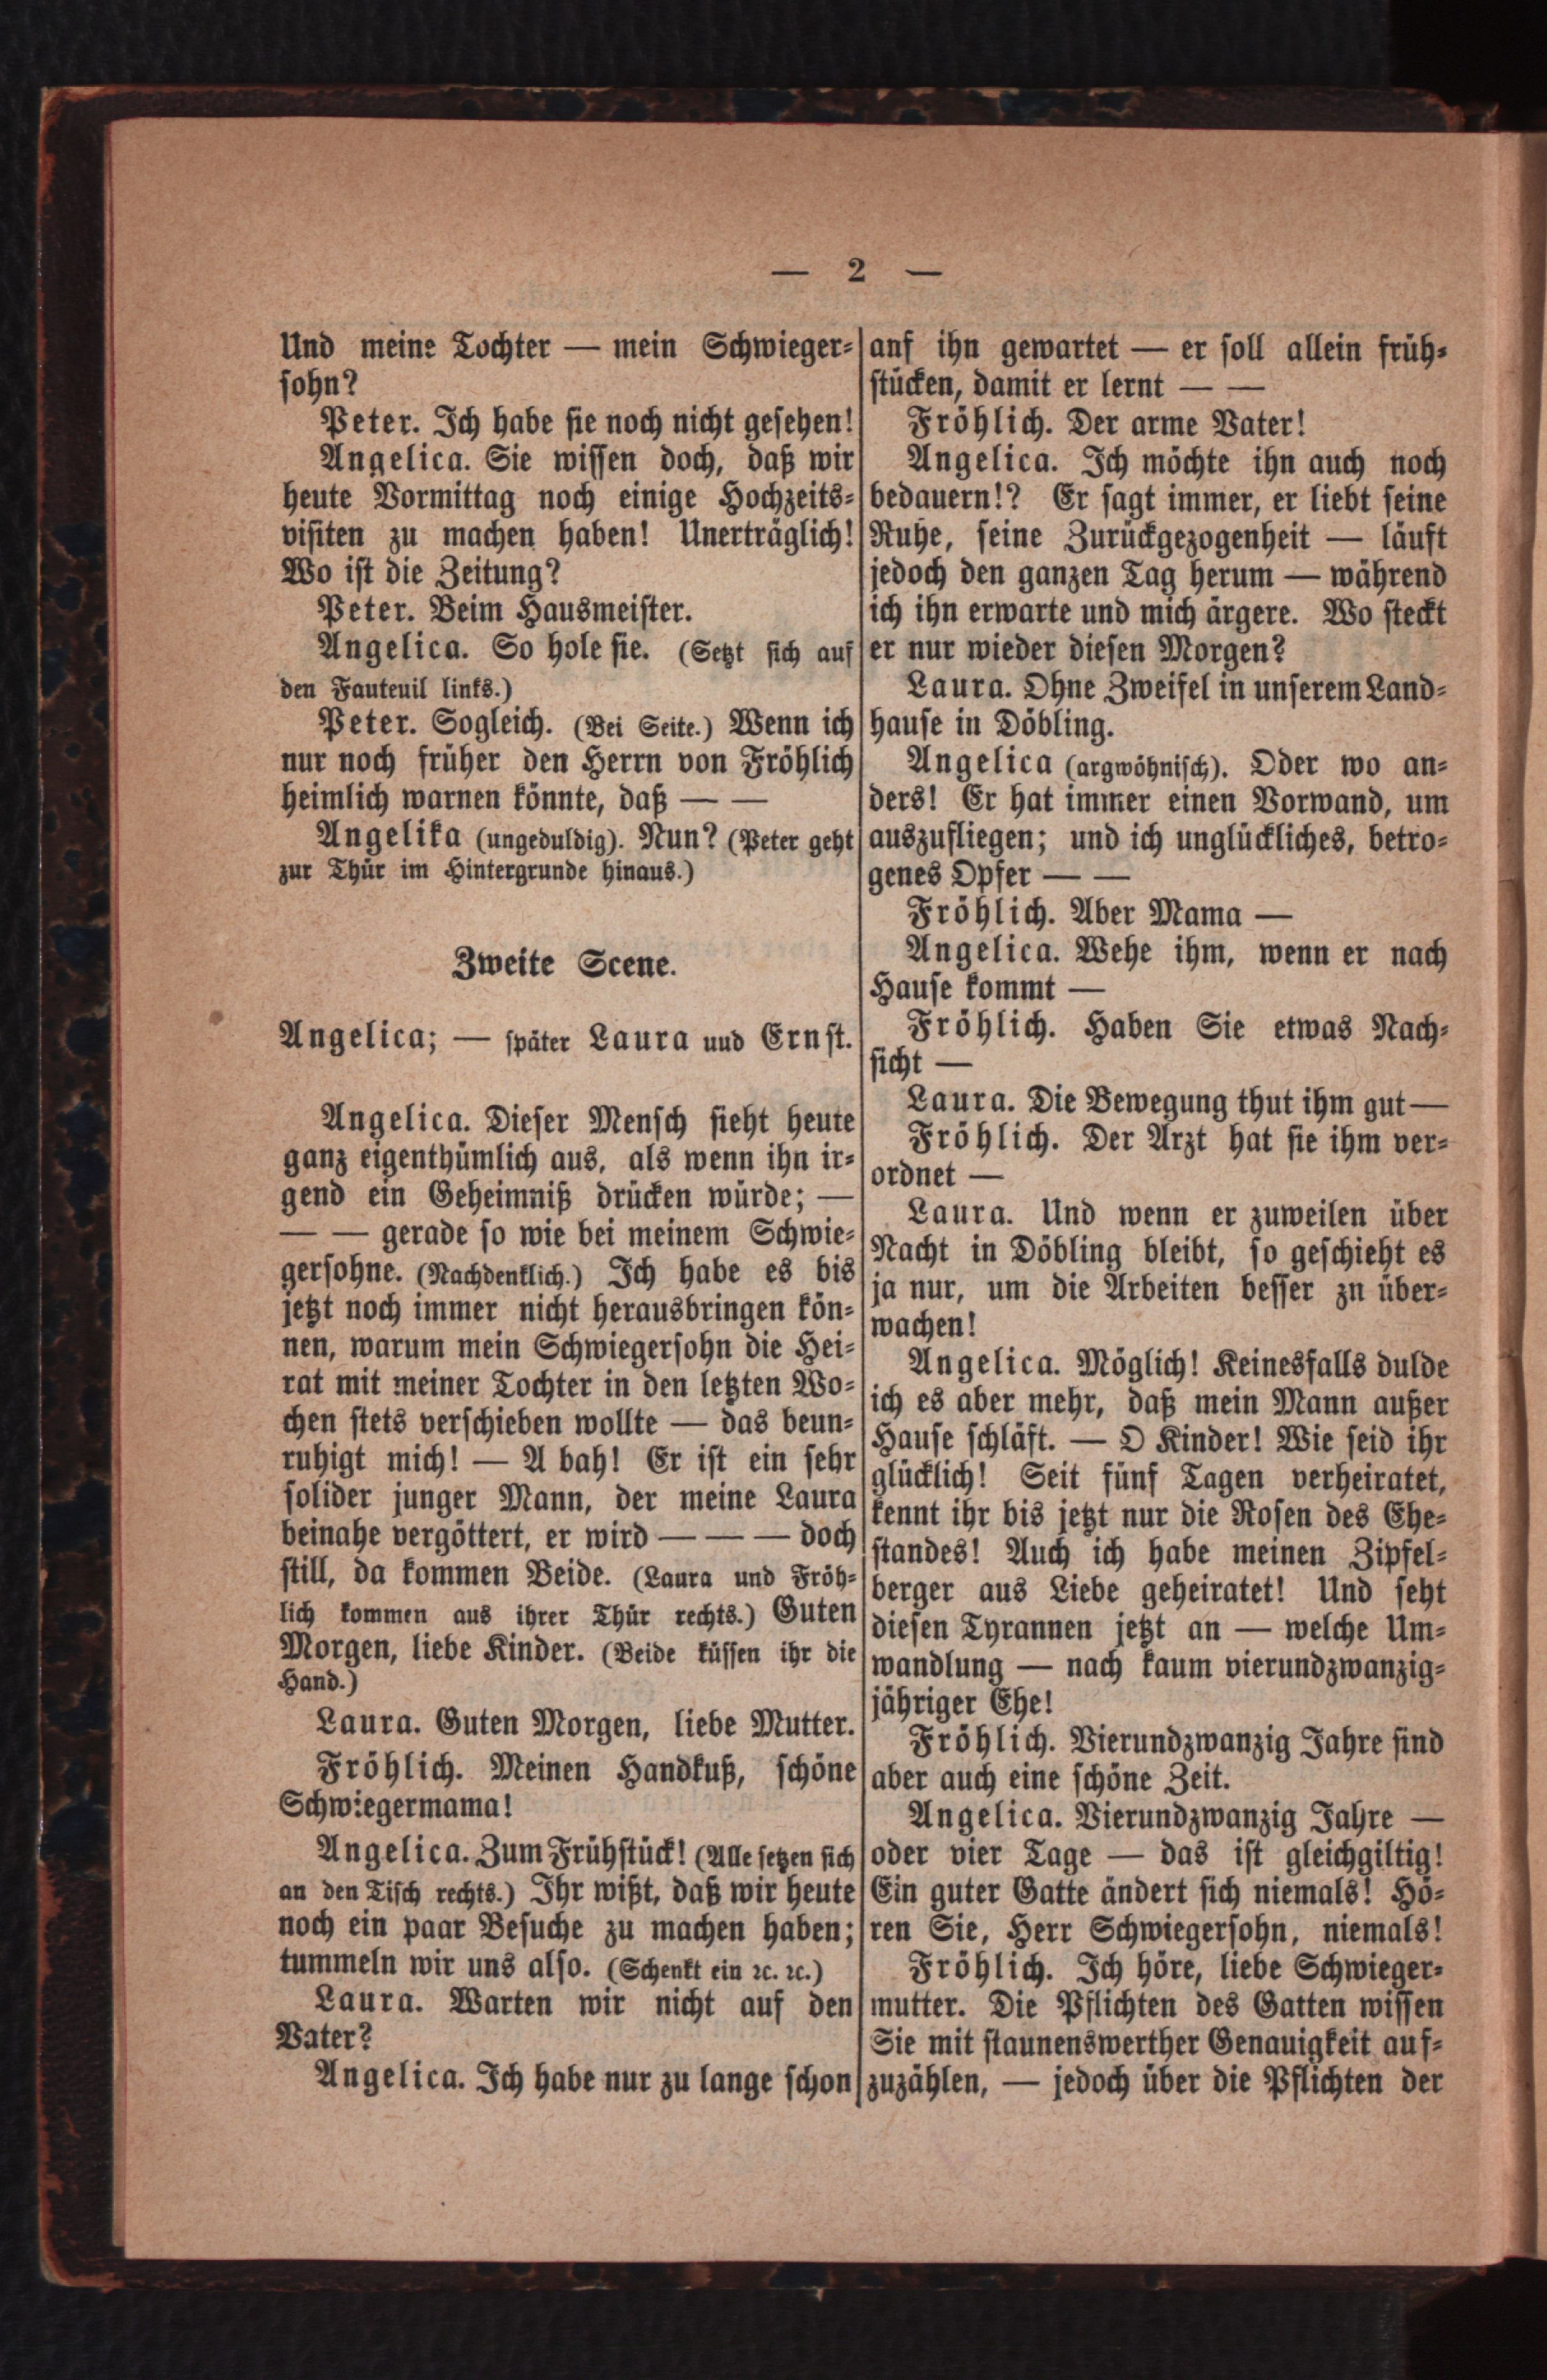 — 2 —
Und meine Tochter — mein Schwieger-
sohn?
Peter. Ich habe sie noch nicht gesehen!
Angelica. Sie wissen doch, daß wir
heute Vormittag noch einige Hochzeits-
visiten zu machen haben! Unerträglich!
Wo ist die Zeitung?
Peter. Beim Hausmeister.
Angelica. So hole sie. (Setzt sich auf
den Fauteuil links.)
Peter. Sogleich. (Bei Seite.) Wenn ich
nur noch früher den Herrn von Fröhlich
heimlich warnen könnte, daß — —
Angelika (ungeduldig). Nun? (Peter geht
zur Thür im Hintergrunde hinaus.)
Zweite Scene.
Angelica; — später Laura und Ernst.
Angelica. Dieser Mensch sieht heute
ganz eigenthümlich aus, als wenn ihn ir-
gend ein Geheimniß drücken würde; —
— — gerade so wie bei meinem Schwie-
gersohne. (Nachdenklich.) Ich habe es bis
jetzt noch immer nicht herausbringen kön-
nen, warum mein Schwiegersohn die Hei-
rat mit meiner Tochter in den letzten Wo-
chen stets verschieben wollte — das beun-
ruhigt mich! — A bah! Er ist ein sehr
solider junger Mann, der meine Laura
beinahe vergöttert, er wird — — — doch
still, da kommen Beide. (Laura und Fröh-
lich kommen aus ihrer Thür rechts.) Guten
Morgen, liebe Kinder. (Beide küssen ihr die
Hand.)
Laura. Guten Morgen, liebe Mutter.
Fröhlich. Meinen Handkuß, schöne
Schwiegermama!
Angelica. Zum Frühstück! (Alle setzen sich
an den Tisch rechts.) Ihr wißt, daß wir heute
noch ein paar Besuche zu machen haben;
tummeln wir uns also. (Schenkt ein ꝛc. ꝛc.)
Laura. Warten wir nicht auf den
Vater?
Angelica. Ich habe nur zu lange schon
anf ihn gewartet — er soll allein früh-
stücken, damit er lernt — —
Fröhlich. Der arme Vater!
Angelica. Ich möchte ihn auch noch
bedauern!? Er sagt immer, er liebt seine
Ruhe, seine Zurückgezogenheit — läuft
jedoch den ganzen Tag herum — während
ich ihn erwarte und mich ärgere. Wo steckt
er nur wieder diesen Morgen?
Laura. Ohne Zweifel in unserem Land-
hause in Döbling.
Angelica (argwöhnisch). Oder wo an-
ders! Er hat immer einen Vorwand, um
auszufliegen; und ich unglückliches, betro-
genes Opfer — —
Fröhlich. Aber Mama —
Angelica. Wehe ihm, wenn er nach
Hause kommt —
Fröhlich. Haben Sie etwas Nach-
sicht —
Laura. Die Bewegung thut ihm gut —
Fröhlich. Der Arzt hat sie ihm ver-
ordnet —
Laura. Und wenn er zuweilen über
Nacht in Döbling bleibt, so geschieht es
ja nur, um die Arbeiten besser zn über-
wachen!
Angelica. Möglich! Keinesfalls dulde
ich es aber mehr, daß mein Mann außer
Hause schläft. — O Kinder! Wie seid ihr
glücklich! Seit fünf Tagen verheiratet,
kennt ihr bis jetzt nur die Rosen des Ehe-
standes! Auch ich habe meinen Zipfel-
berger aus Liebe geheiratet! Und seht
diesen Tyrannen jetzt an — welche Um-
wandlung — nach kaum vierundzwanzig-
jähriger Ehe!
Fröhlich. Vierundzwanzig Jahre sind
aber auch eine schöne Zeit.
Angelica. Vierundzwanzig Jahre —
oder vier Tage — das ist gleichgiltig!
Ein guter Gatte ändert sich niemals! Hö-
ren Sie, Herr Schwiegersohn, niemals!
Fröhlich. Ich höre, liebe Schwieger-
mutter. Die Pflichten des Gatten wissen
Sie mit staunenswerther Genauigkeit auf-
zuzählen, — jedoch über die Pflichten der